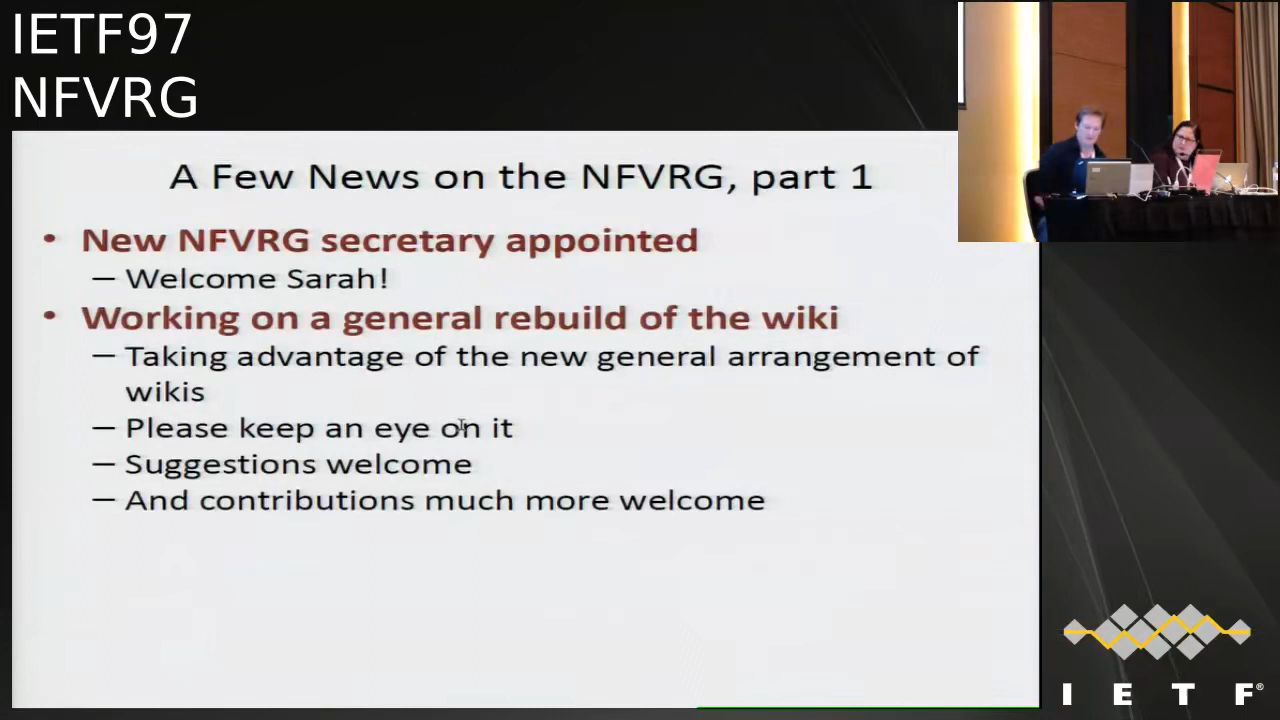 IETF97
NFVRG
A Few News on the NFVRG, part 1
• New NFVRG secretary appointed
– Welcome Sarah!
• Working on a general rebuild of the wiki
– Taking advantage of the new general arrangement of
wikis
– Please keep an eye on it
– Suggestions welcome
– And contributions much more welcome
I E T F®